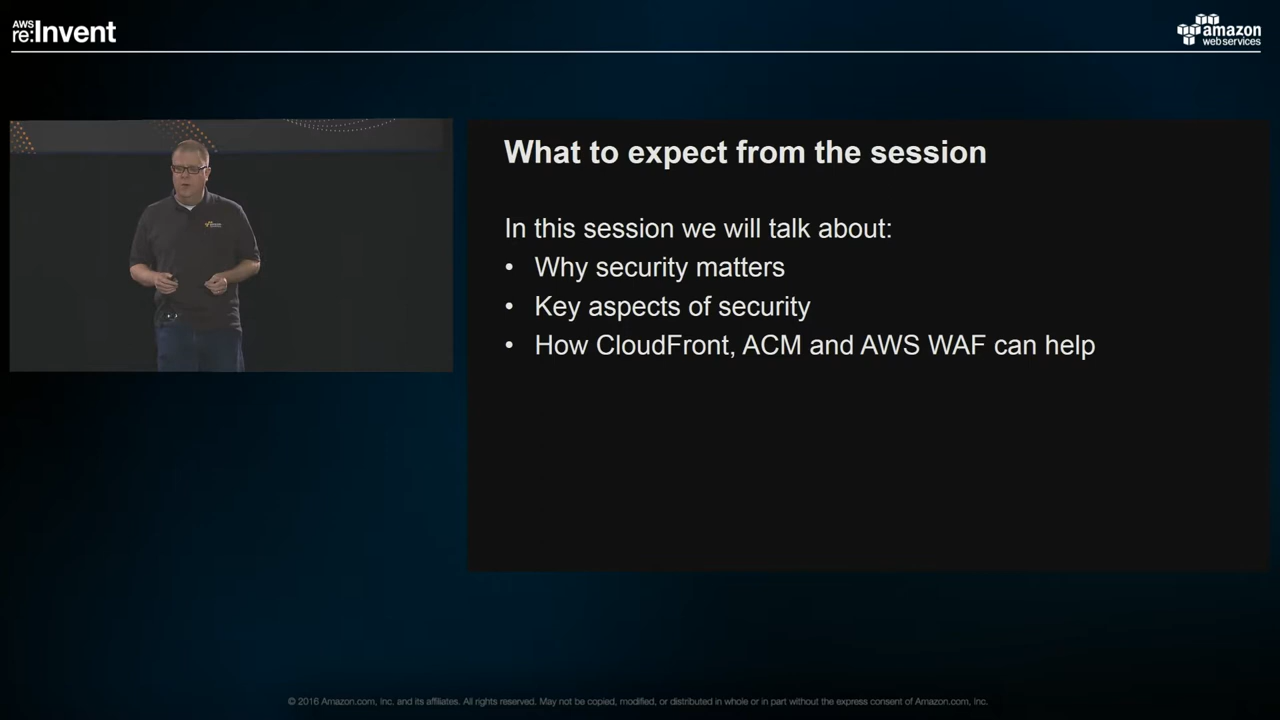 AWS
re:Invent
amazon
web services
What to expect from the session
In this session we will talk about:
• Why security matters
• Key aspects of security
• How CloudFront, ACM and AWS WAF can help
© 2016 Amazon.com, Inc. and its affiliates. All rights reserved. May not be copied, modified, or distributed in whole or in part without the express consent of Amazon.com, Inc.